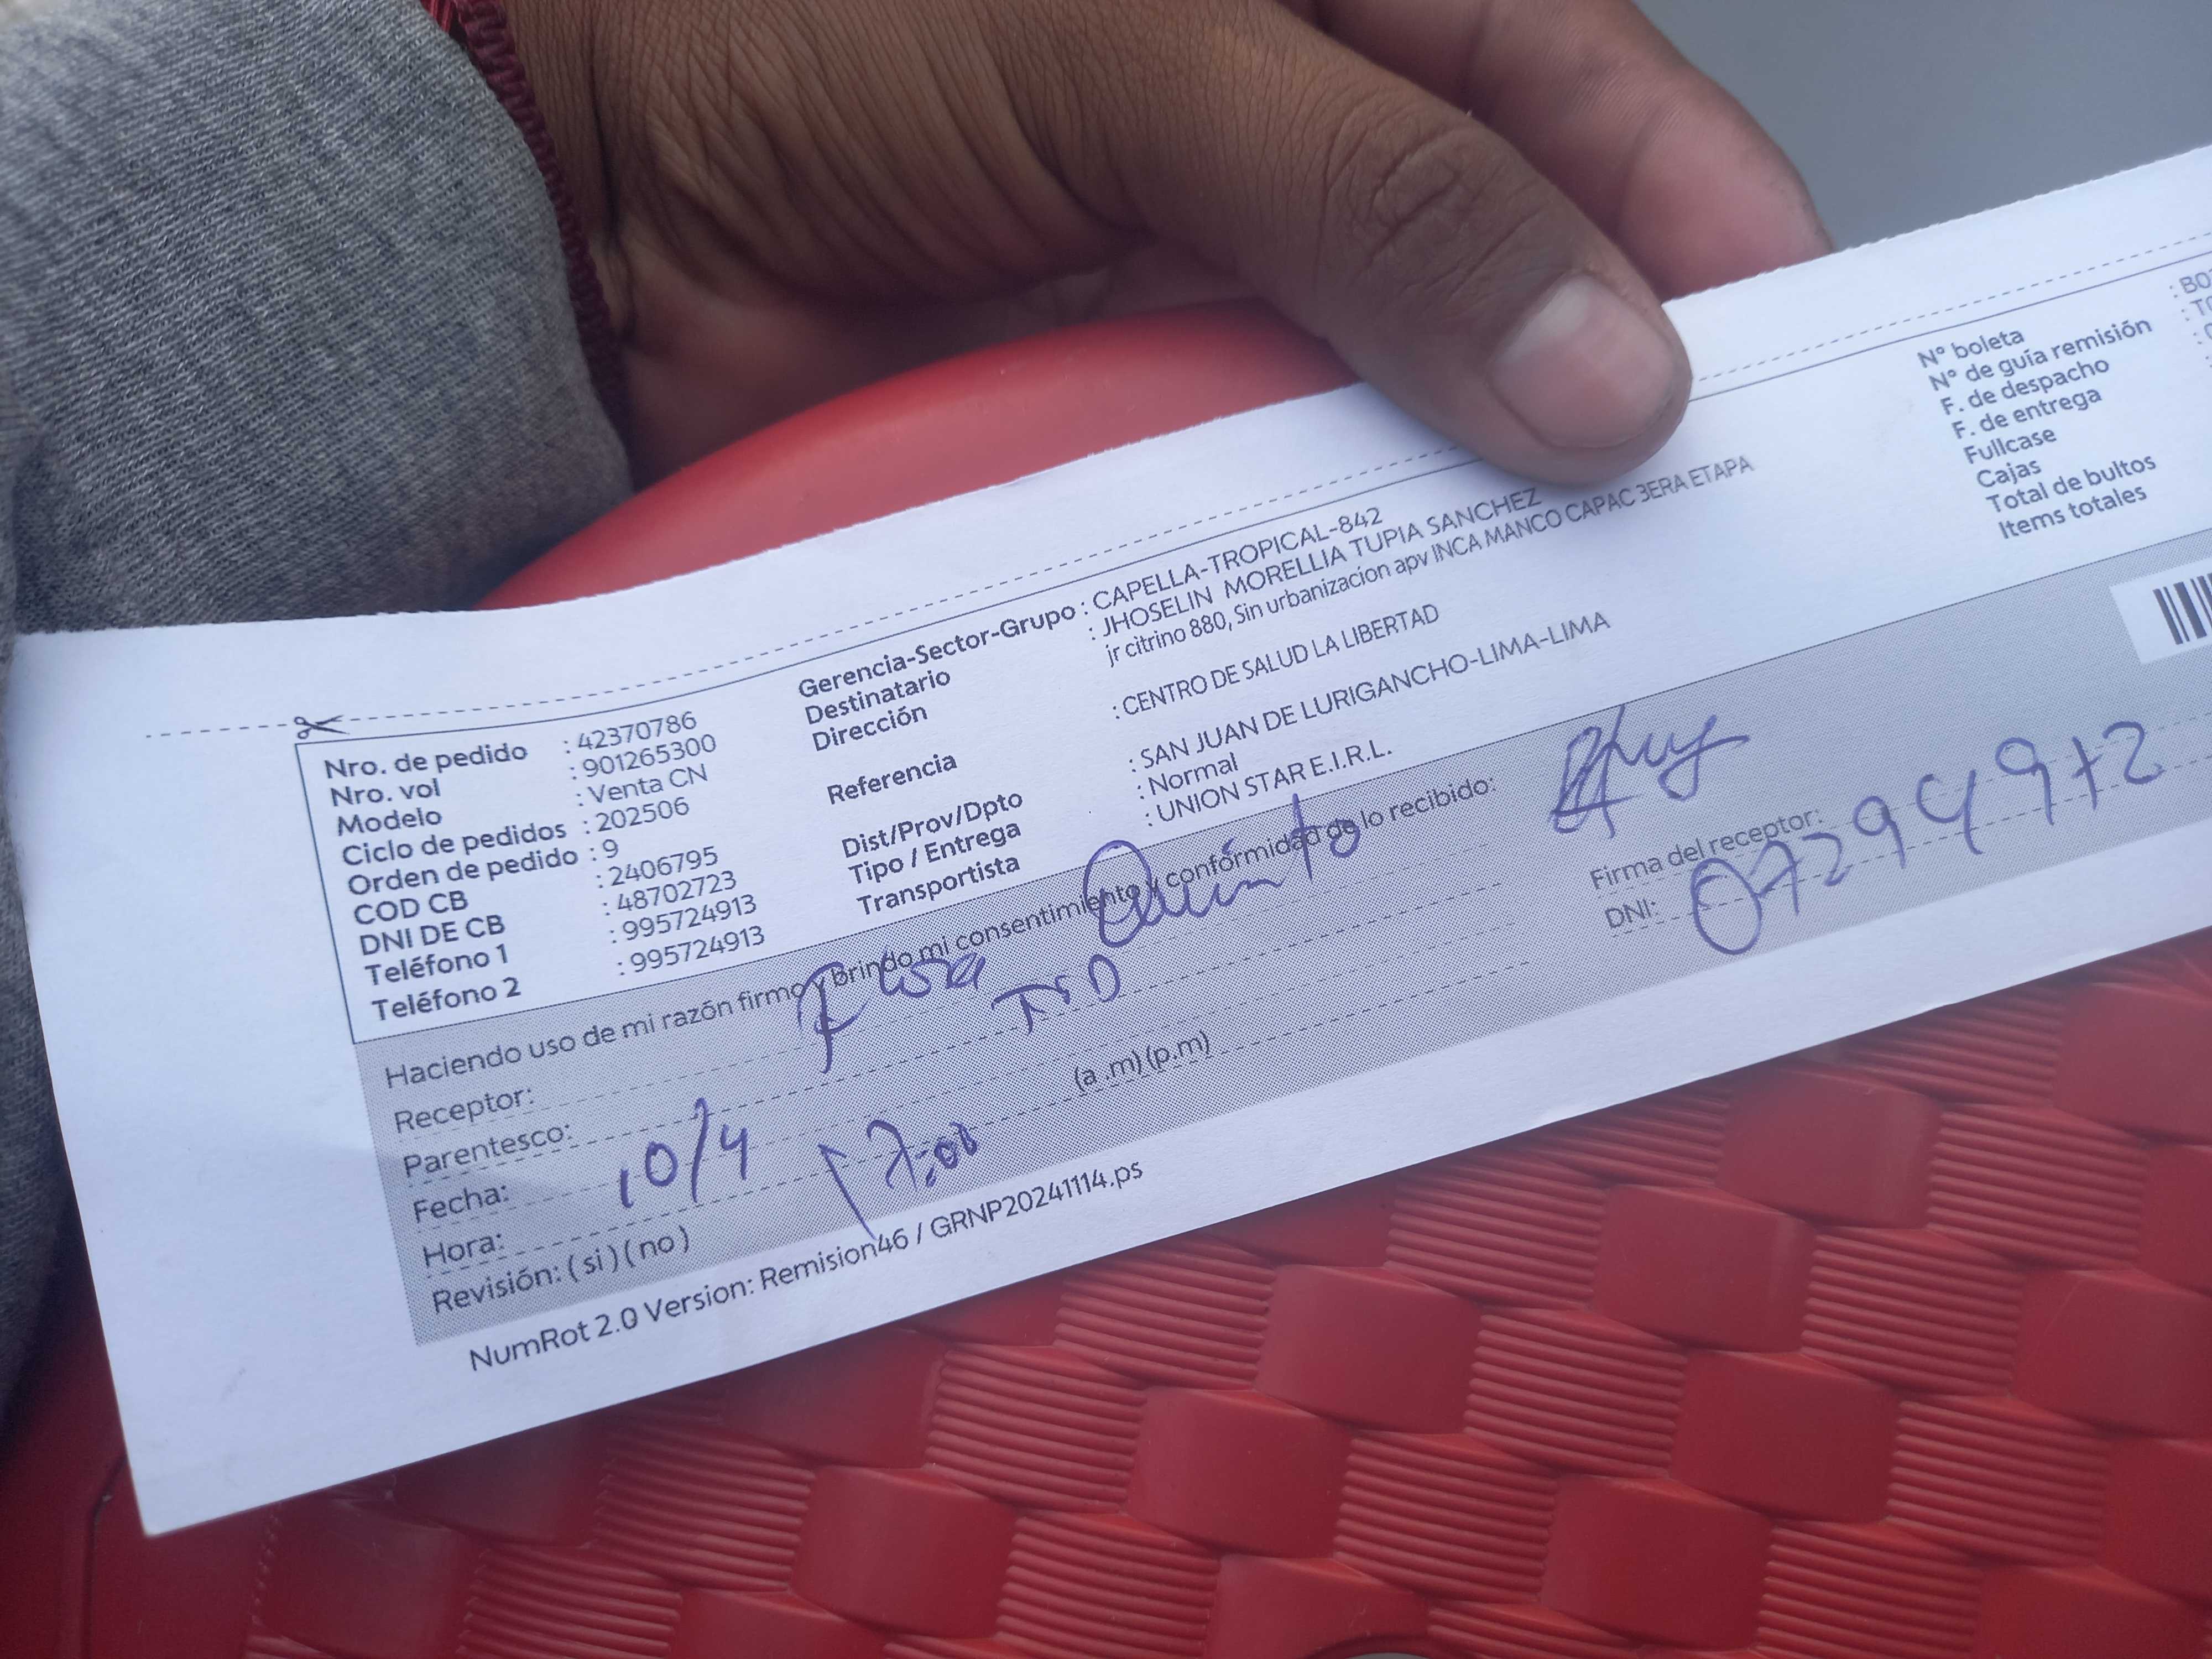 Nro. de pedido : 42370786
Nro. vol : 901265300
Modelo : Venta CN
Ciclo de pedidos : 202506
Orden de pedido : 9
COD CB : 2406795
DNI DE CB : 48702723
Teléfono 1 : 995724913
Teléfono 2 : 995724913
Gerencia-Sector-Grupo : CAPELLA-TROPICAL-842
Destinatario : JHOSELIN MORELLIA TUPIA SANCHEZ
Dirección jr citrino 880, Sin urbanizacion apv INCA MANCO CAPAC 3ERA ETAPA
Referencia : CENTRO DE SALUD LA LIBERTAD
Dist/Prov/Dpto : SAN JUAN DE LURIGANCHO-LIMA-LIMA
Tipo / Entrega : Normal
Transportista : UNION STAR E.I.R.L.
N° boleta : BO
N° de guía remisión
F. de despacho
F. de entrega
Fullcase
Cajas
Total de bultos
Items totales
Haciendo uso de mi razón firmo y brindo mi consentimiento y conformidad de lo recibido:
Receptor: Quinto
Parentesco:
Fecha: 10/4
Hora: 17:00 (a .m) (p.m)
Revisión: ( si ) ( no )
Firma del receptor:
DNI:
NumRot 2.0 Version: Remision46 / GRNP20241114.ps